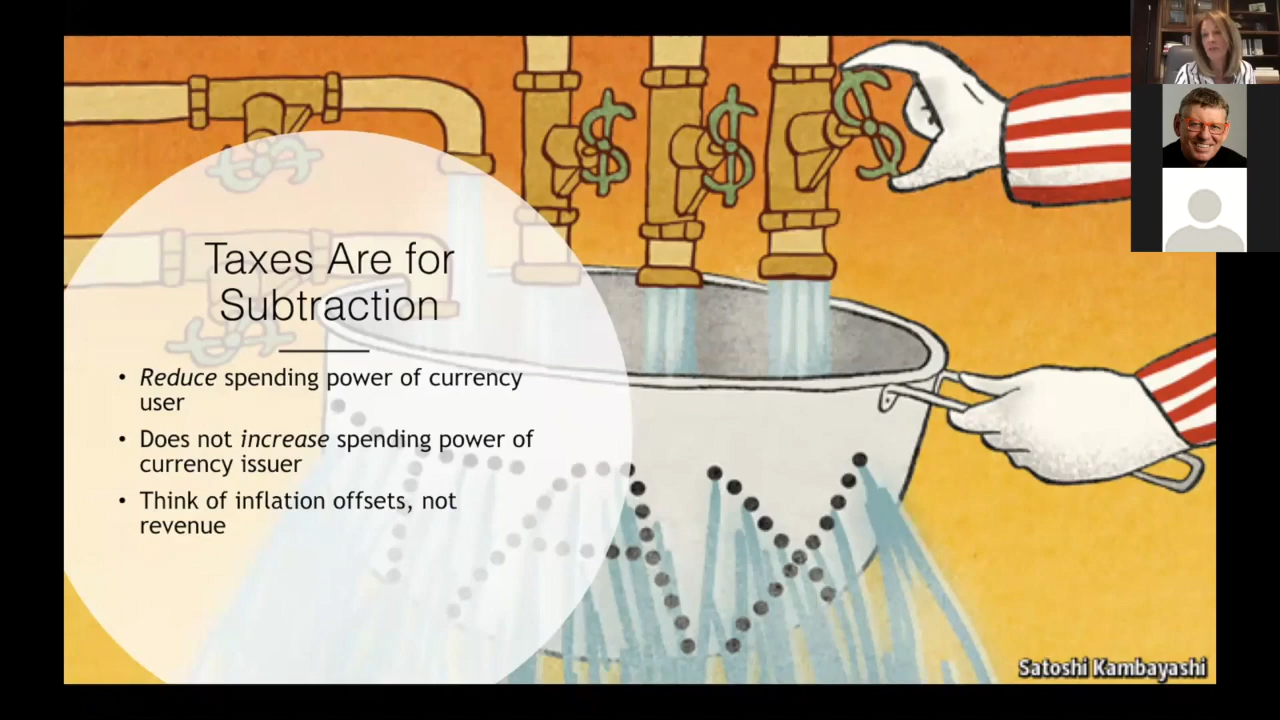 Taxes Are for
Subtraction
• Reduce spending power of currency
user
• Does not increase spending power of
currency issuer
• Think of inflation offsets, not
revenue
$ $ $
TAX
Satoshi Kambayashi